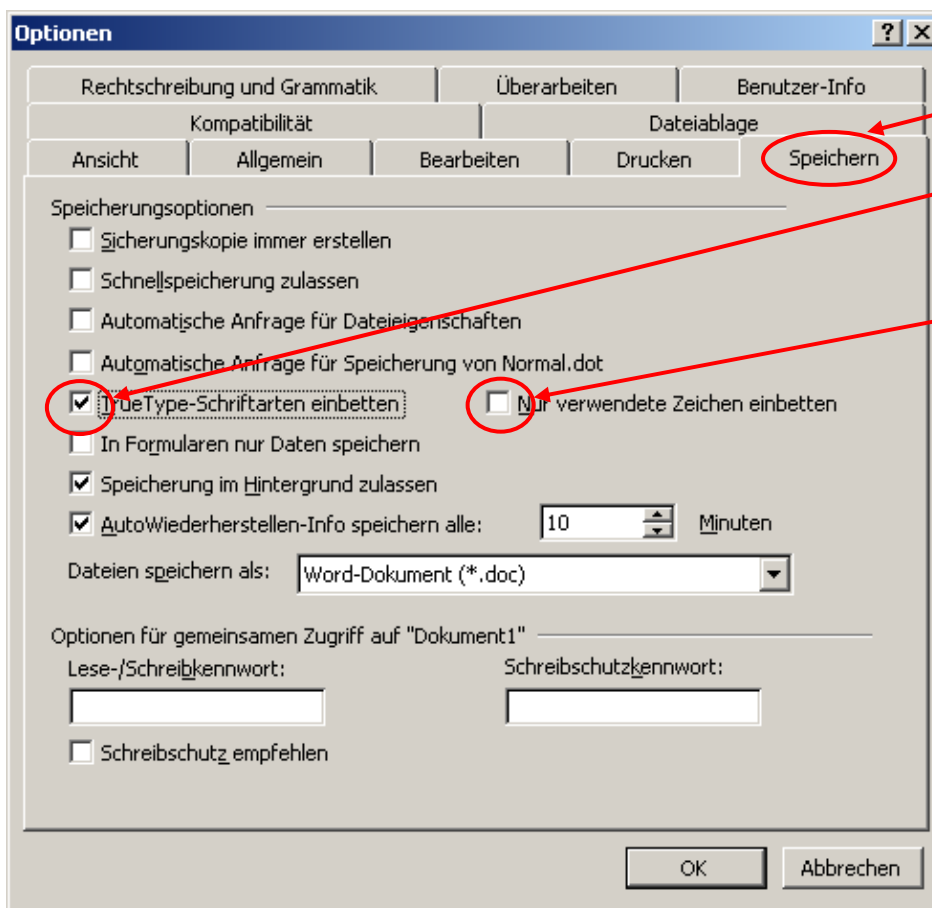 Optionen
Rechtschreibung und Grammatik Überarbeiten Benutzer-Info
Kompatibilität Dateiablage
Ansicht Allgemein Bearbeiten Drucken Speichern
Speicherungsoptionen
Sicherungskopie immer erstellen
Schnellspeicherung zulassen
Automatische Anfrage für Dateieigenschaften
Automatische Anfrage für Speicherung von Normal.dot
TrueType-Schriftarten einbetten Nur verwendete Zeichen einbetten
In Formularen nur Daten speichern
Speicherung im Hintergrund zulassen
AutoWiederherstellen-Info speichern alle: 10 Minuten
Dateien speichern als: Word-Dokument (*.doc)
Optionen für gemeinsamen Zugriff auf "Dokument1"
Lese-/Schreibkennwort: Schreibschutzkennwort:
Schreibschutz empfehlen
OK Abbrechen